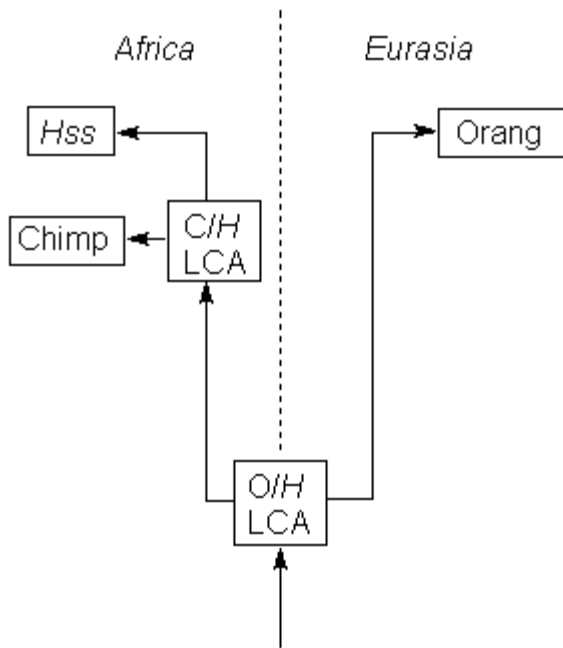 Africa
Eurasia
Hss
Orang
Chimp
C/H
LCA
O/H
LCA